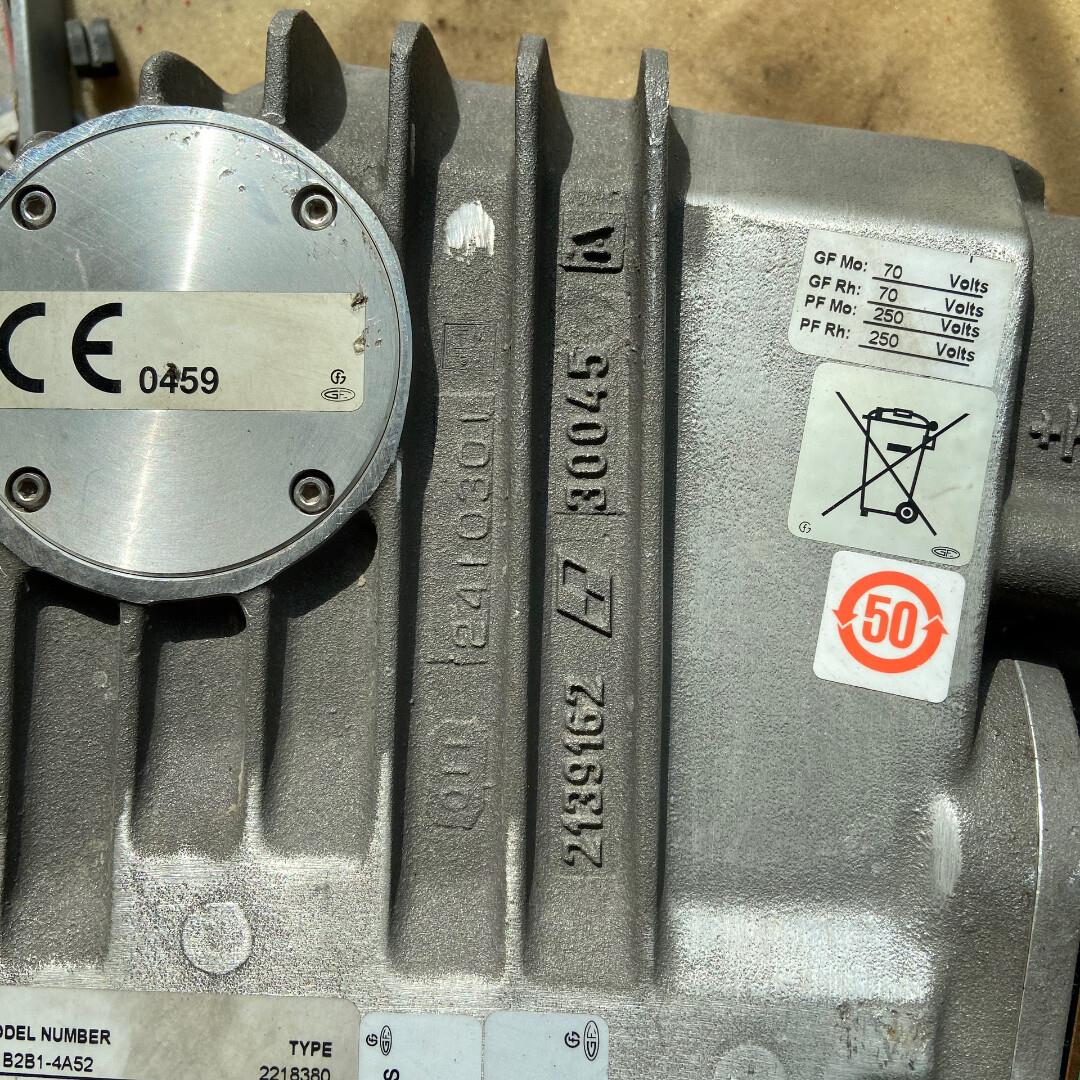 CE 0459
A
30045
2139162
2410301
GF Mo: 70 Volts
GF Rh: 70 Volts
PF Mo: 250 Volts
PF Rh: 250 Volts
50
ODEL NUMBER
B2B1-4A52
TYPE
2218380
S